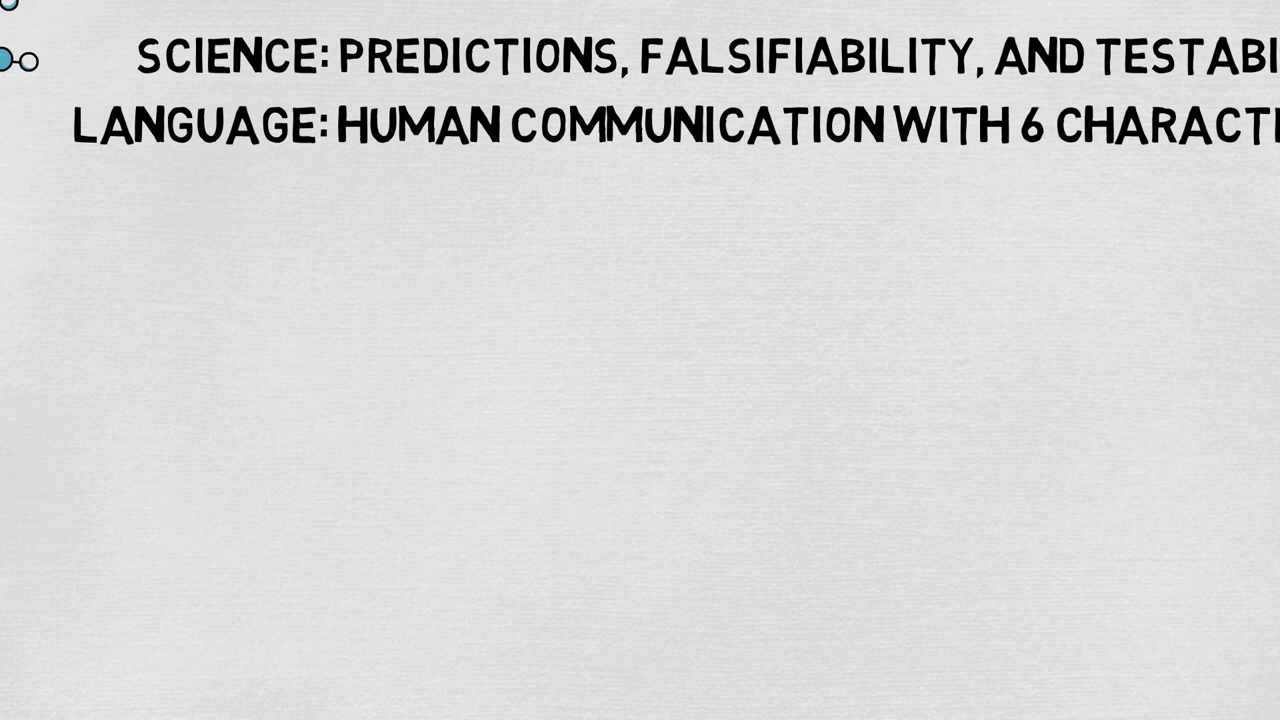 SCIENCE: PREDICTIONS, FALSIFIABILITY, AND TESTABI
LANGUAGE: HUMAN COMMUNICATION WITH 6 CHARACT